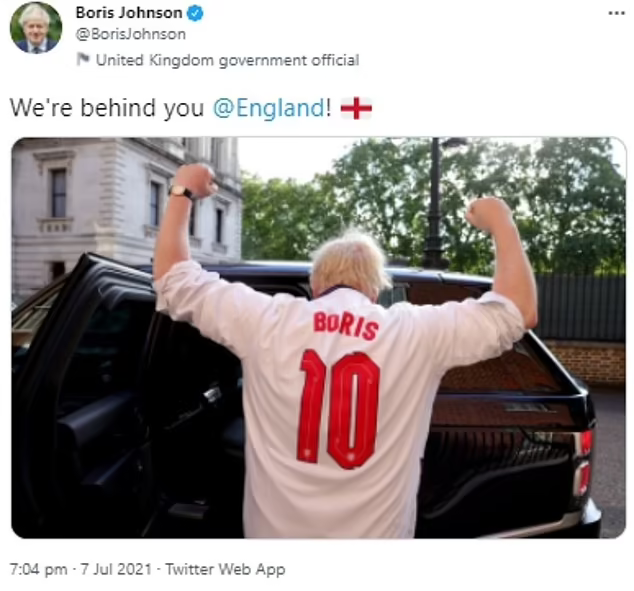 Boris Johnson
@BorisJohnson
United Kingdom government official
We're behind you @England!
BORIS
10
7:04 pm · 7 Jul 2021 · Twitter Web App